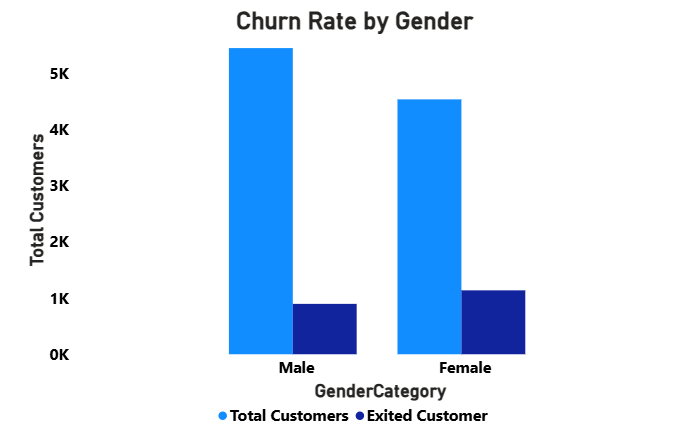 Churn Rate by Gender
Total Customers
5K
4K
3K
2K
1K
0K
Male Female
GenderCategory
Total Customers Exited Customer